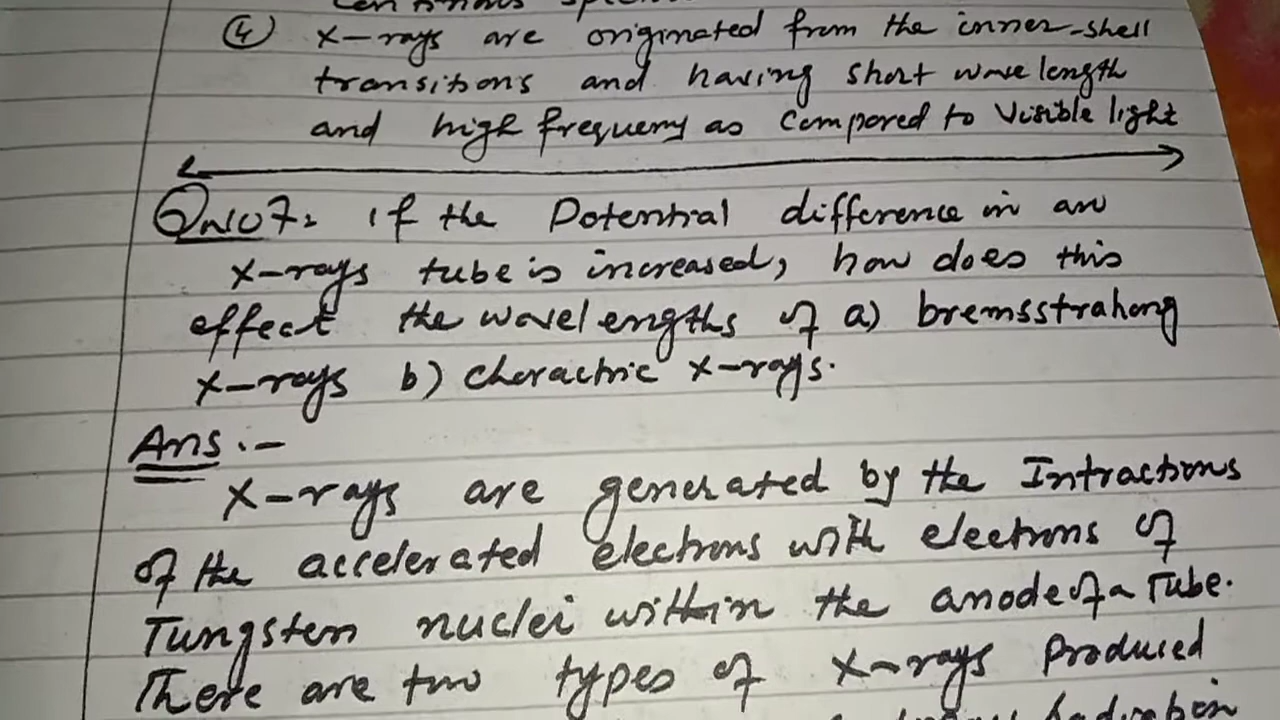 ④ X-rays are originated from the inner-shell
transitions and having short wave length
and high frequency as compared to visible light
QNO7: if the Potential difference in an
X-rays tube is increased, how does this
effect the wavelengths of a) bremsstrahong
X-rays b) charactric X-rays.
Ans :-
X-rays are generated by the Intractions
of the accelerated electrons with electrons of
Tungsten nuclei within the anode of a Tube.
There are two types of X-rays Produced